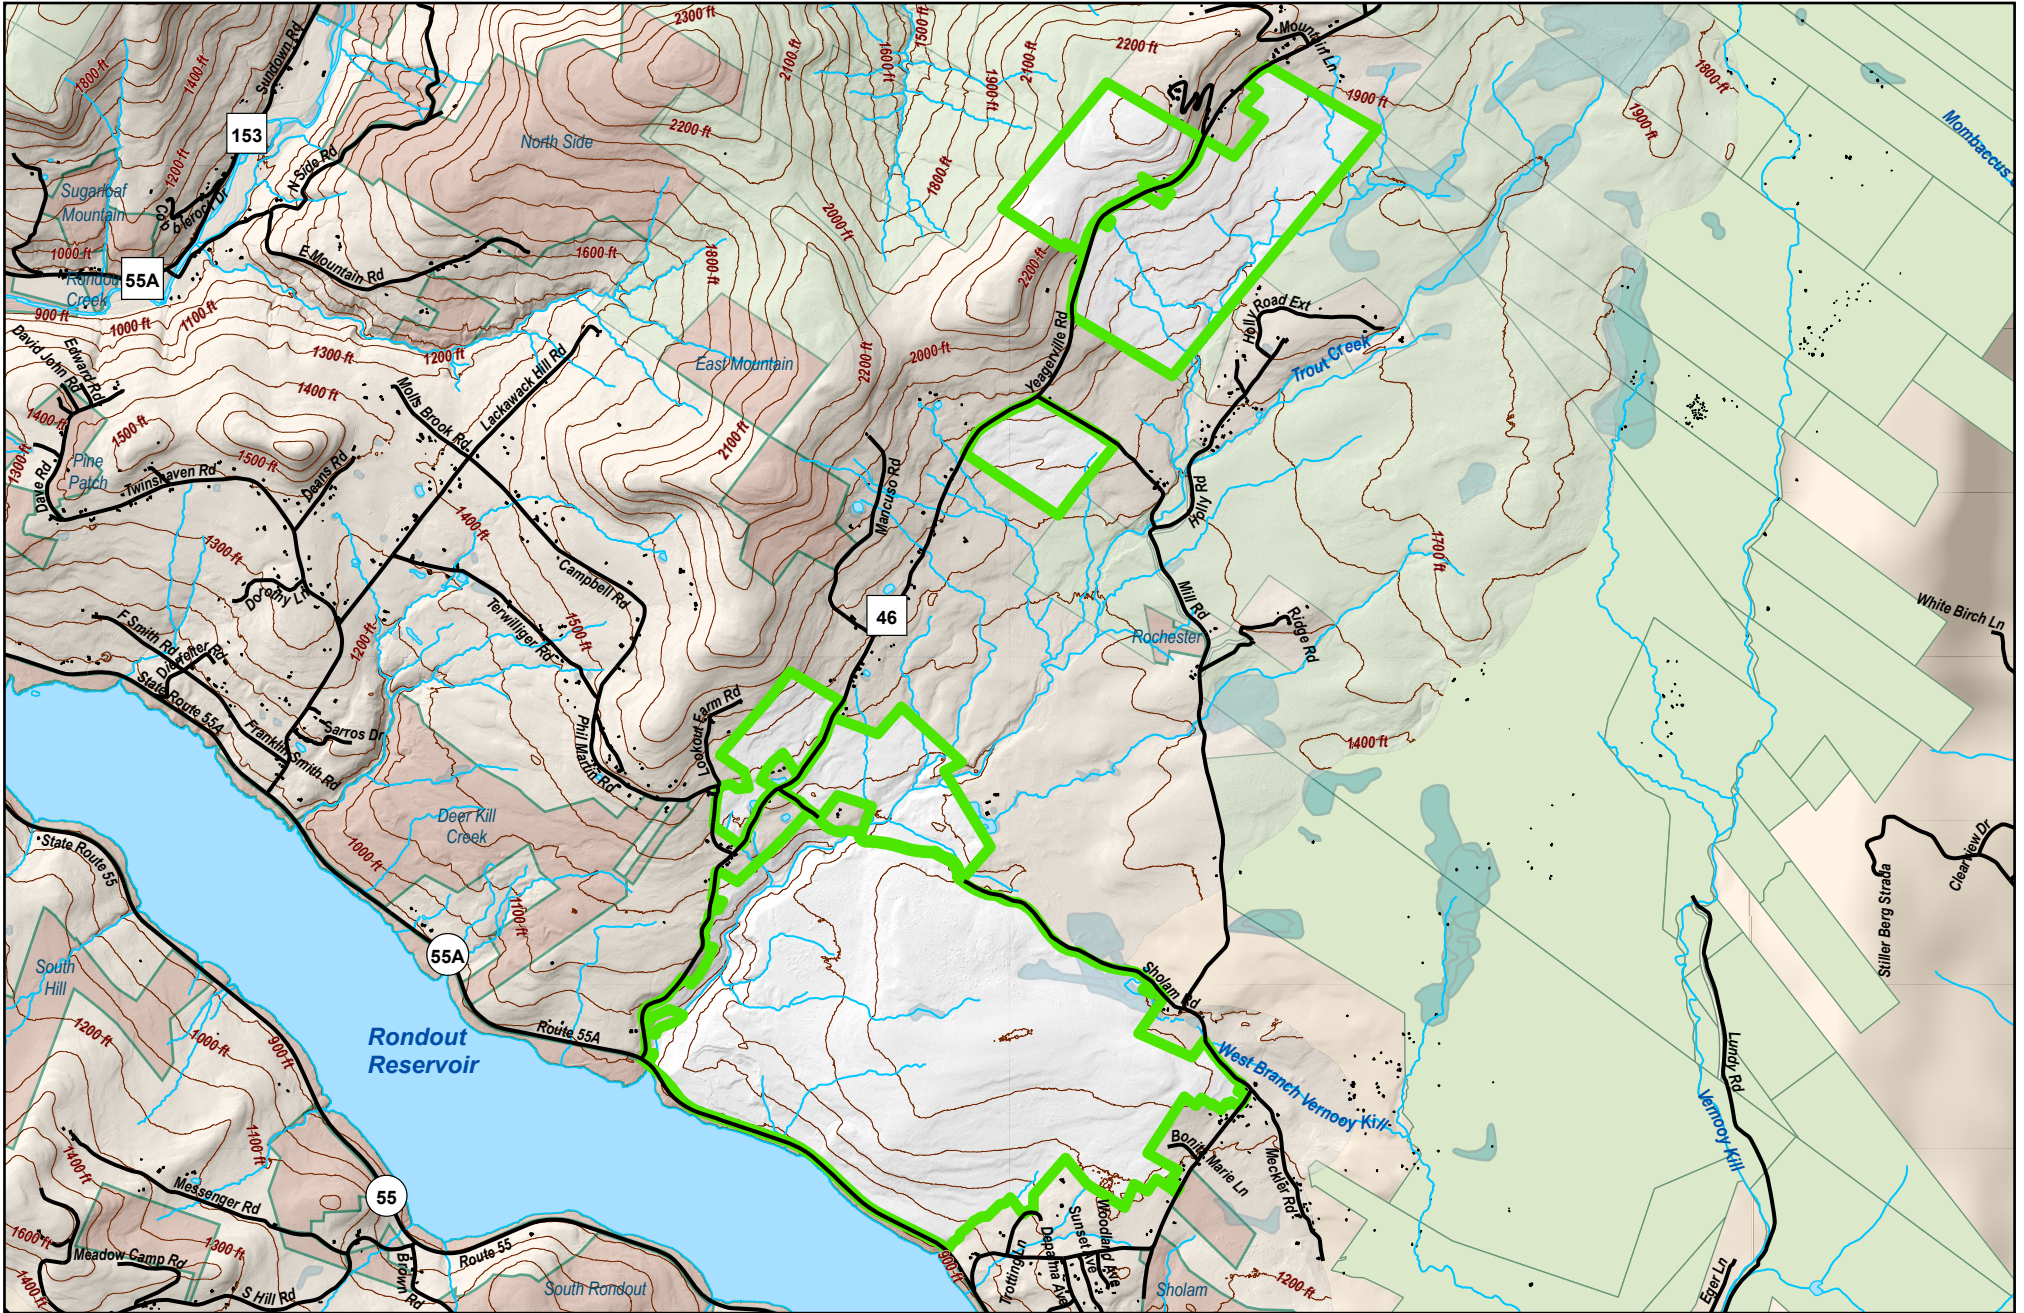 2300 ft
1500 ft
2200 ft
Mountain Ln
Sundown Rd
1800 ft
1400 ft
2100 ft
1600 ft
1900 ft
2100 ft
1900 ft
1800 ft
1900 ft
Mombaccus
153
North Side
2200 ft
N Side Rd
1200 ft
1800 ft
Sugarloaf
Mountain
Cobbleroch Dr
2000 ft
1000 ft
E Mountain Rd
1600 ft
1800 ft
2200 ft
55A
Rondout
Creek
900 ft
1000 ft
1100 ft
Holly Road Ext
David John Rd
Edward Rd
1300 ft
1200 ft
East Mountain
2200 ft
2000 ft
Yeagerville Rd
Trout Creek
1400 ft
Molls Brook Rd
Lackawack Hill Rd
1400 ft
1500 ft
2100 ft
1300 ft
Pine
Patch
1500 ft
Dave Rd
Twinshaven Rd
Deans Rd
Mancuso Rd
Holly Rd
1400 ft
1300 ft
1700 ft
Campbell Rd
Dorothy Ln
Terwilliger Rd
1500 ft
46
Mill Rd
Rochester
Ridge Rd
White Birch Ln
F Smith Rd
Dierfelter Rd
1200 ft
State Route 55A
Franklin Smith Rd
Sarros Dr
Phil Martin Rd
Lookout Farm Rd
1400 ft
Deer Kill
Creek
1000 ft
State Route 55
1100 ft
Clearview Dr
Stiller Berg Strada
55A
South
Hill
Sholam Rd
1200 ft
1000 ft
900 ft
Rondout
Reservoir
Route 55A
West Branch Vernooy Kill
Lundy Rd
Vernooy Kill
1100 ft
1400 ft
Bonita Marie Ln
Meckler Rd
Messenger Rd
55
1600 ft
1300 ft
Meadow Camp Rd
Route 55
Brown Rd
1400 ft
S Hill Rd
South Rondout
900 ft
Trotting Ln
Depalma Ave
Sunset Ave
Woodland Ave
Sholam
1200 ft
Eger Ln